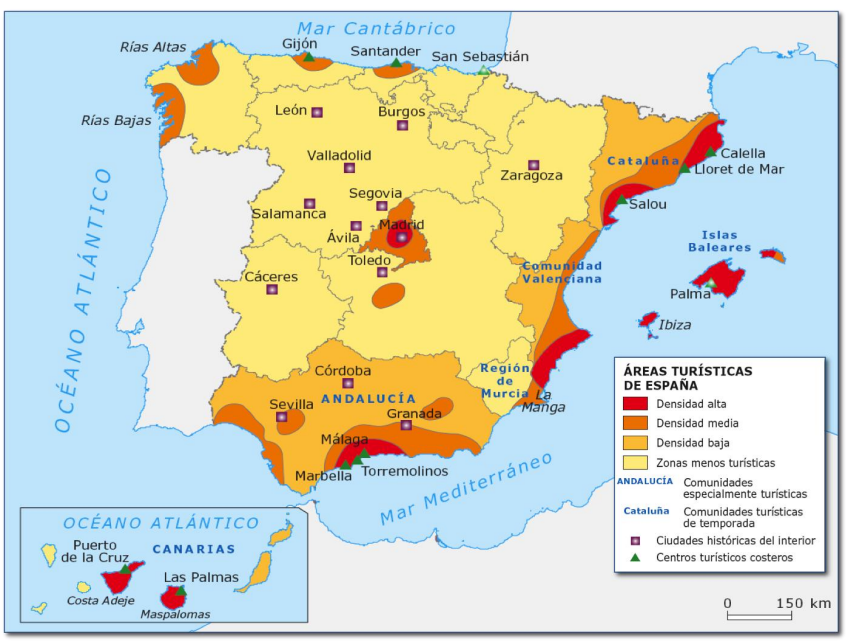 Mar Cantábrico
Rías Altas
Gijón
Santander
San Sebastián
Rías Bajas
León
Burgos
Valladolid
Zaragoza
Cataluña
Calella
Lloret de Mar
Segovia
Salamanca
Salou
Ávila
Madrid
Islas
Baleares
Toledo
Comunidad
Valenciana
Cáceres
Palma
Ibiza
OCÉANO ATLÁNTICO
Córdoba
Región
de
Murcia
La
Manga
ANDALUCÍA
Sevilla
Granada
Málaga
Marbella
Torremolinos
Mar Mediterráneo
ÁREAS TURÍSTICAS
DE ESPAÑA
Densidad alta
Densidad media
Densidad baja
Zonas menos turísticas
ANDALUCÍA Comunidades
especialmente turísticas
Cataluña Comunidades turísticas
de temporada
Ciudades históricas del interior
Centros turísticos costeros
OCÉANO ATLÁNTICO
CANARIAS
Puerto
de la Cruz
Las Palmas
Costa Adeje
Maspalomas
0 150 km